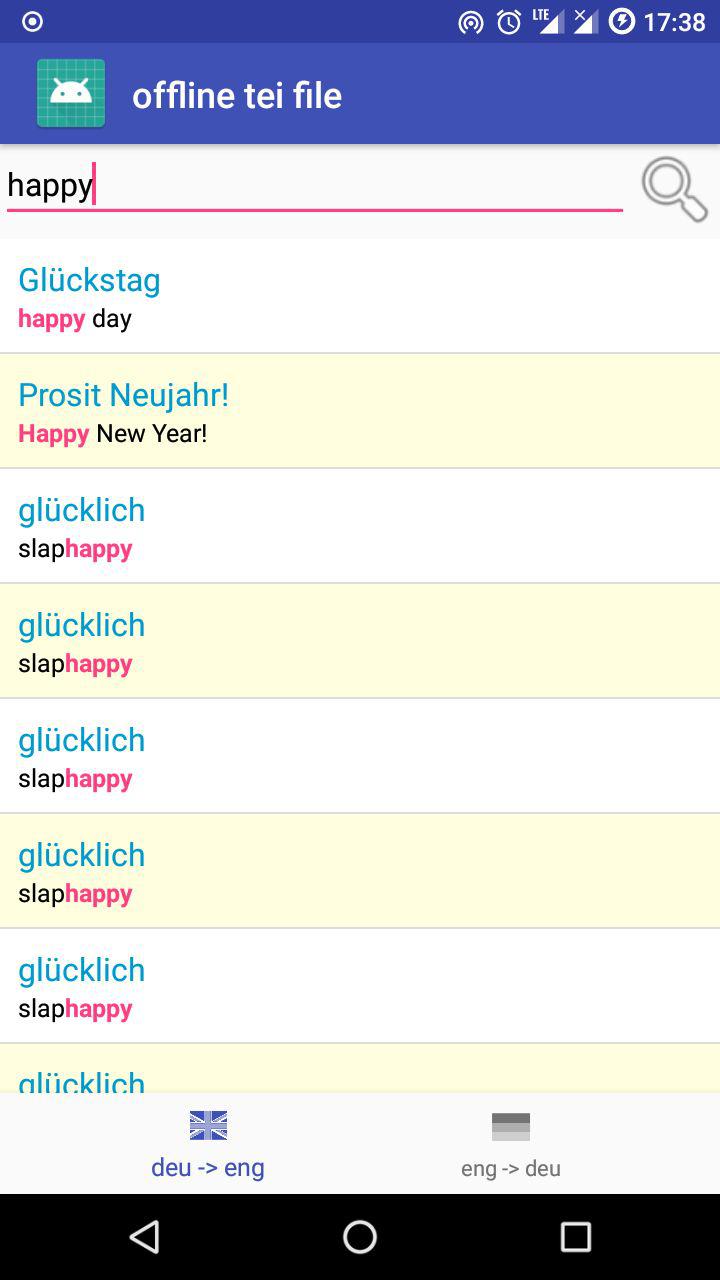 LTE 17:38
offline tei file
happy
Glückstag
happy day
Prosit Neujahr!
Happy New Year!
glücklich
slaphappy
glücklich
slaphappy
glücklich
slaphappy
glücklich
slaphappy
glücklich
slaphappy
glücklich
deu -> eng
eng -> deu